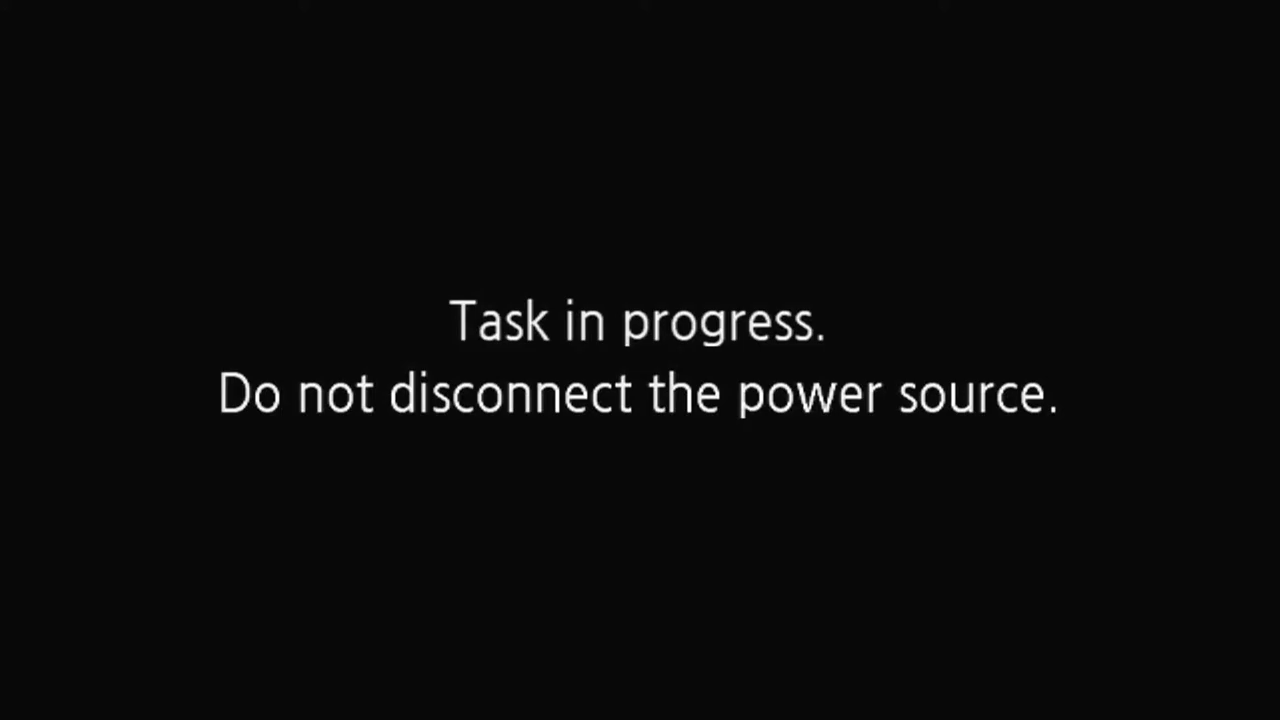 Task in progress.
Do not disconnect the power source.